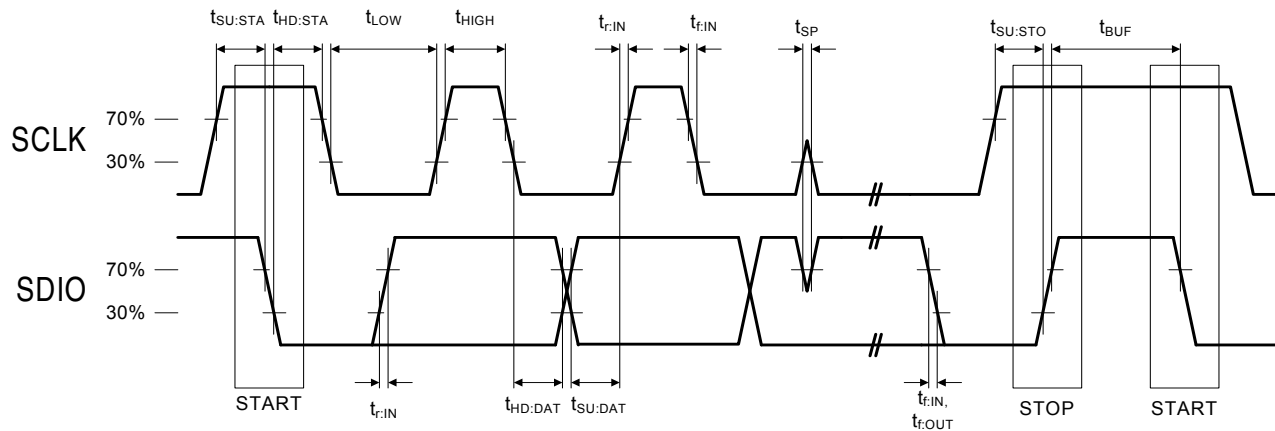 tSU:STA tHD:STA tLOW tHIGH tr:IN tf:IN tSP tSU:STO tBUF
SCLK
70%
30%
SDIO
70%
30%
START
tr:IN
tHD:DAT tSU:DAT
tf:IN,
tf:OUT
STOP
START